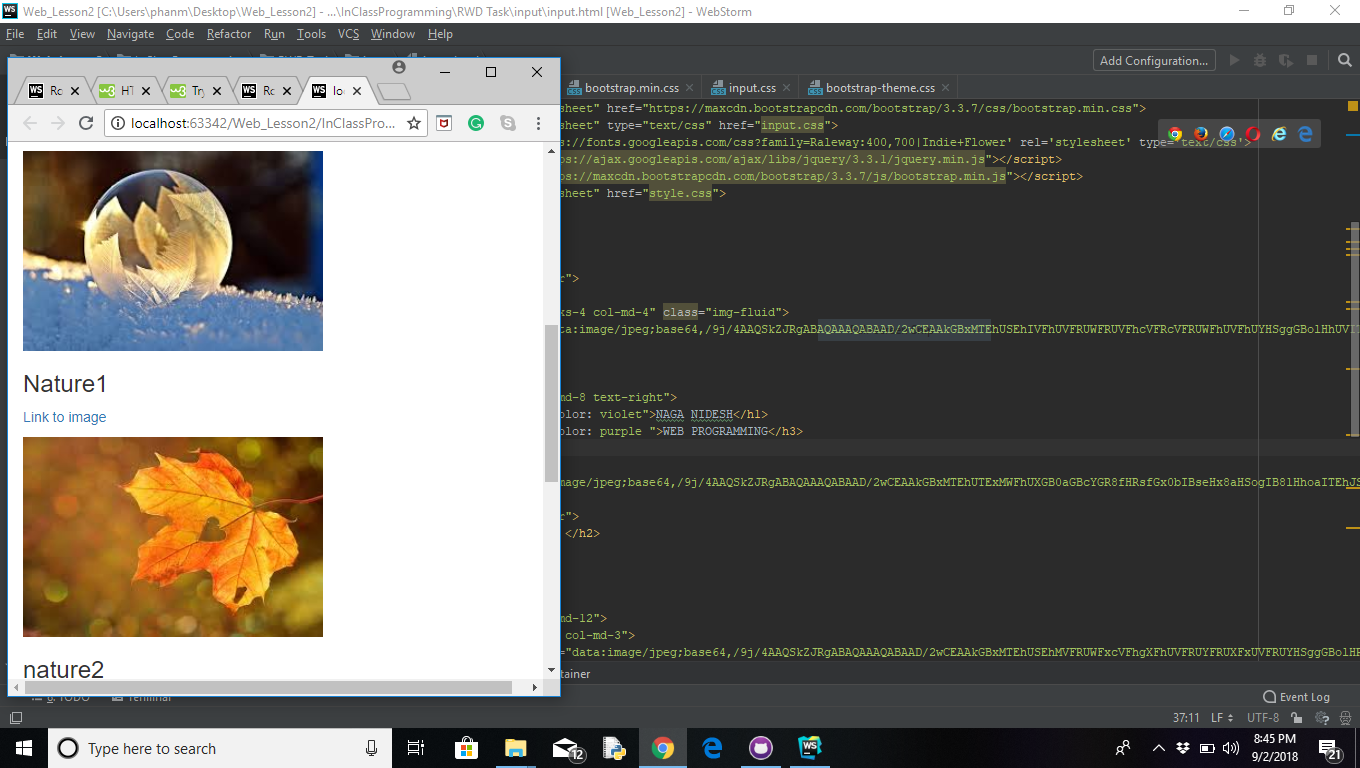 Web_Lesson2 [C:\Users\phanm\Desktop\Web_Lesson2] - ...\InClassProgramming\RWD Task\input\input.html [Web_Lesson2] - WebStorm
File Edit View Navigate Code Refactor Run Tools VCS Window Help
Add Configuration...
Ro HT Try Ro lo
bootstrap.min.css input.css bootstrap-theme.css
localhost:63342/Web_Lesson2/InClassPro...
sheet" href="https://maxcdn.bootstrapcdn.com/bootstrap/3.3.7/css/bootstrap.min.css">
sheet" type="text/css" href="input.css">
s://fonts.googleapis.com/css?family=Raleway:400,700|Indie+Flower' rel='stylesheet' type='text/css'>
ps://ajax.googleapis.com/ajax/libs/jquery/3.3.1/jquery.min.js"></script>
ps://maxcdn.bootstrapcdn.com/bootstrap/3.3.7/js/bootstrap.min.js"></script>
sheet" href="style.css">
r">
xs-4 col-md-4" class="img-fluid">
ta:image/jpeg;base64,/9j/4AAQSkZJRgABAQAAAQABAAD/2wCEAAkGBxMTEhUSEhIVFhUVFRUWFRUVFhcVFRcVFRUWFhUVFhUYHSggGBolHhUVIT
md-8 text-right">
olor: violet">NAGA NIDESH</h1>
olor: purple ">WEB PROGRAMMING</h3>
mage/jpeg;base64,/9j/4AAQSkZJRgABAQAAAQABAAD/2wCEAAkGBxMTEhUTExMWFhUXGB0aGBcYGR8fHRsfGx0bIBseHx8aHSogIB8lHhoaITEhJS
r">
</h2>
md-12">
col-md-3">
="data:image/jpeg;base64,/9j/4AAQSkZJRgABAQAAAQABAAD/2wCEAAkGBxMTEhUSEhMVFRUWFxcVFhgXFhUVFRUYFRUXFxUVFRUYHSggGBolH
tainer
Nature1
Link to image
nature2
6: TODO Terminal
Event Log
37:11 LF UTF-8
Type here to search
12
8:45 PM
9/2/2018
21